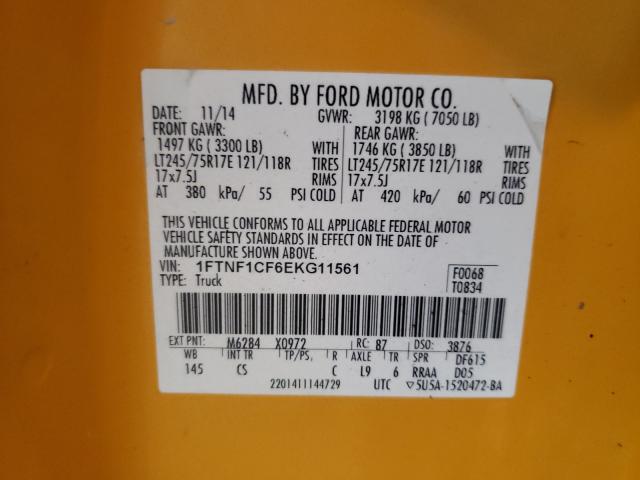 MFD. BY FORD MOTOR CO.
DATE: 11/14 GVWR: 3198 KG ( 7050 LB)
FRONT GAWR: REAR GAWR:
1497 KG ( 3300 LB) WITH 1746 KG ( 3850 LB) WITH
LT245/75R17E 121/118R TIRES LT245/75R17E 121/118R TIRES
17x7.5J RIMS 17x7.5J RIMS
AT 380 kPa/ 55 PSI COLD AT 420 kPa/ 60 PSI COLD
THIS VEHICLE CONFORMS TO ALL APPLICABLE FEDERAL MOTOR
VEHICLE SAFETY STANDARDS IN EFFECT ON THE DATE OF
MANUFACTURE SHOWN ABOVE.
VIN: 1FTNF1CF6EKG11561 F0068
TYPE: Truck T0834
EXT PNT: M6284 X0972 RC: 87 DSO: 3876
WB INT TR TP/PS, R AXLE TR SPR DF615
145 CS C L9 6 RRAA D05
2201411144729 UTC ▽5U5A-1520472-BA